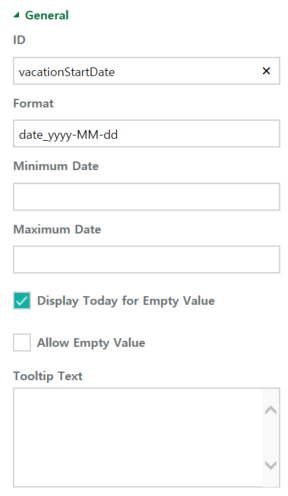 General
ID
vacationStartDate
Format
date_yyyy-MM-dd
Minimum Date
Maximum Date
Display Today for Empty Value
Allow Empty Value
Tooltip Text